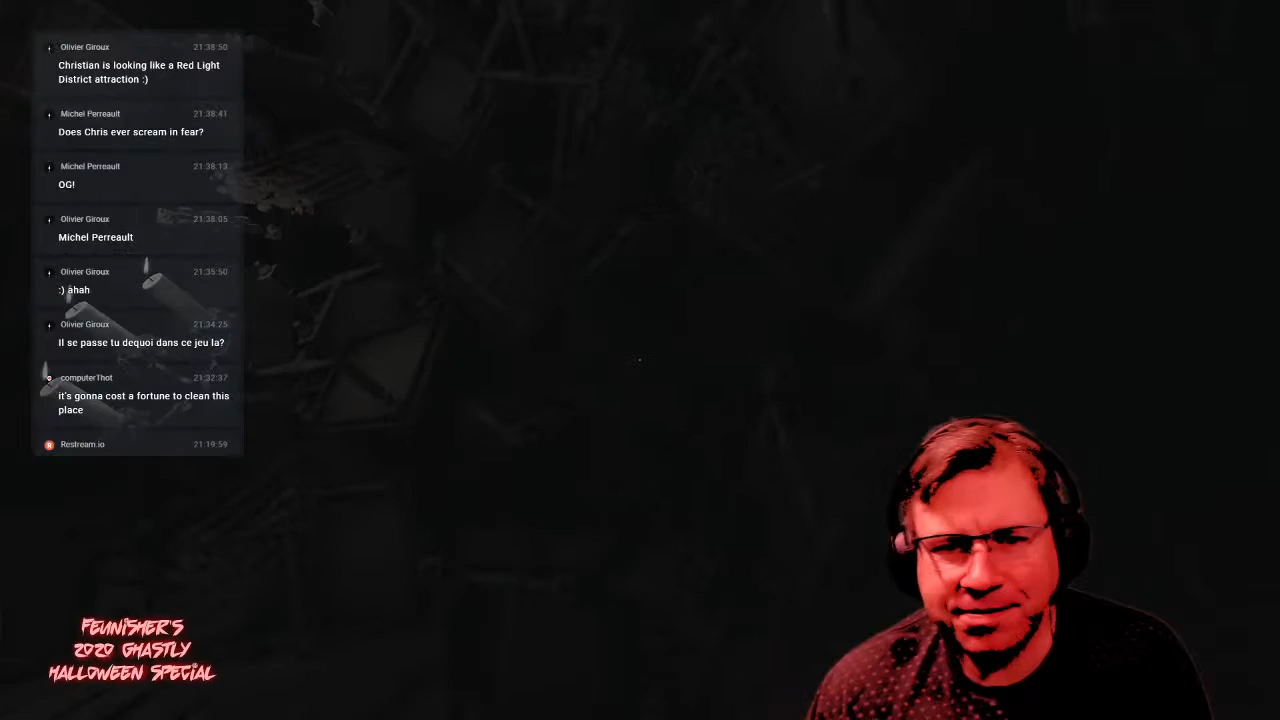 Olivier Giroux 21:38:50
Christian is looking like a Red Light
District attraction :)
Michel Perreault 21:38:41
Does Chris ever scream in fear?
Michel Perreault 21:38:13
OG!
Olivier Giroux 21:38:05
Michel Perreault
Olivier Giroux 21:35:50
:) ahah
Olivier Giroux 21:34:25
Il se passe tu dequoi dans ce jeu la?
computerThot 21:32:37
it's gonna cost a fortune to clean this
place
Restream.io 21:19:59
FEUNISHER'S
2020 GHASTLY
HALLOWEEN SPECIAL